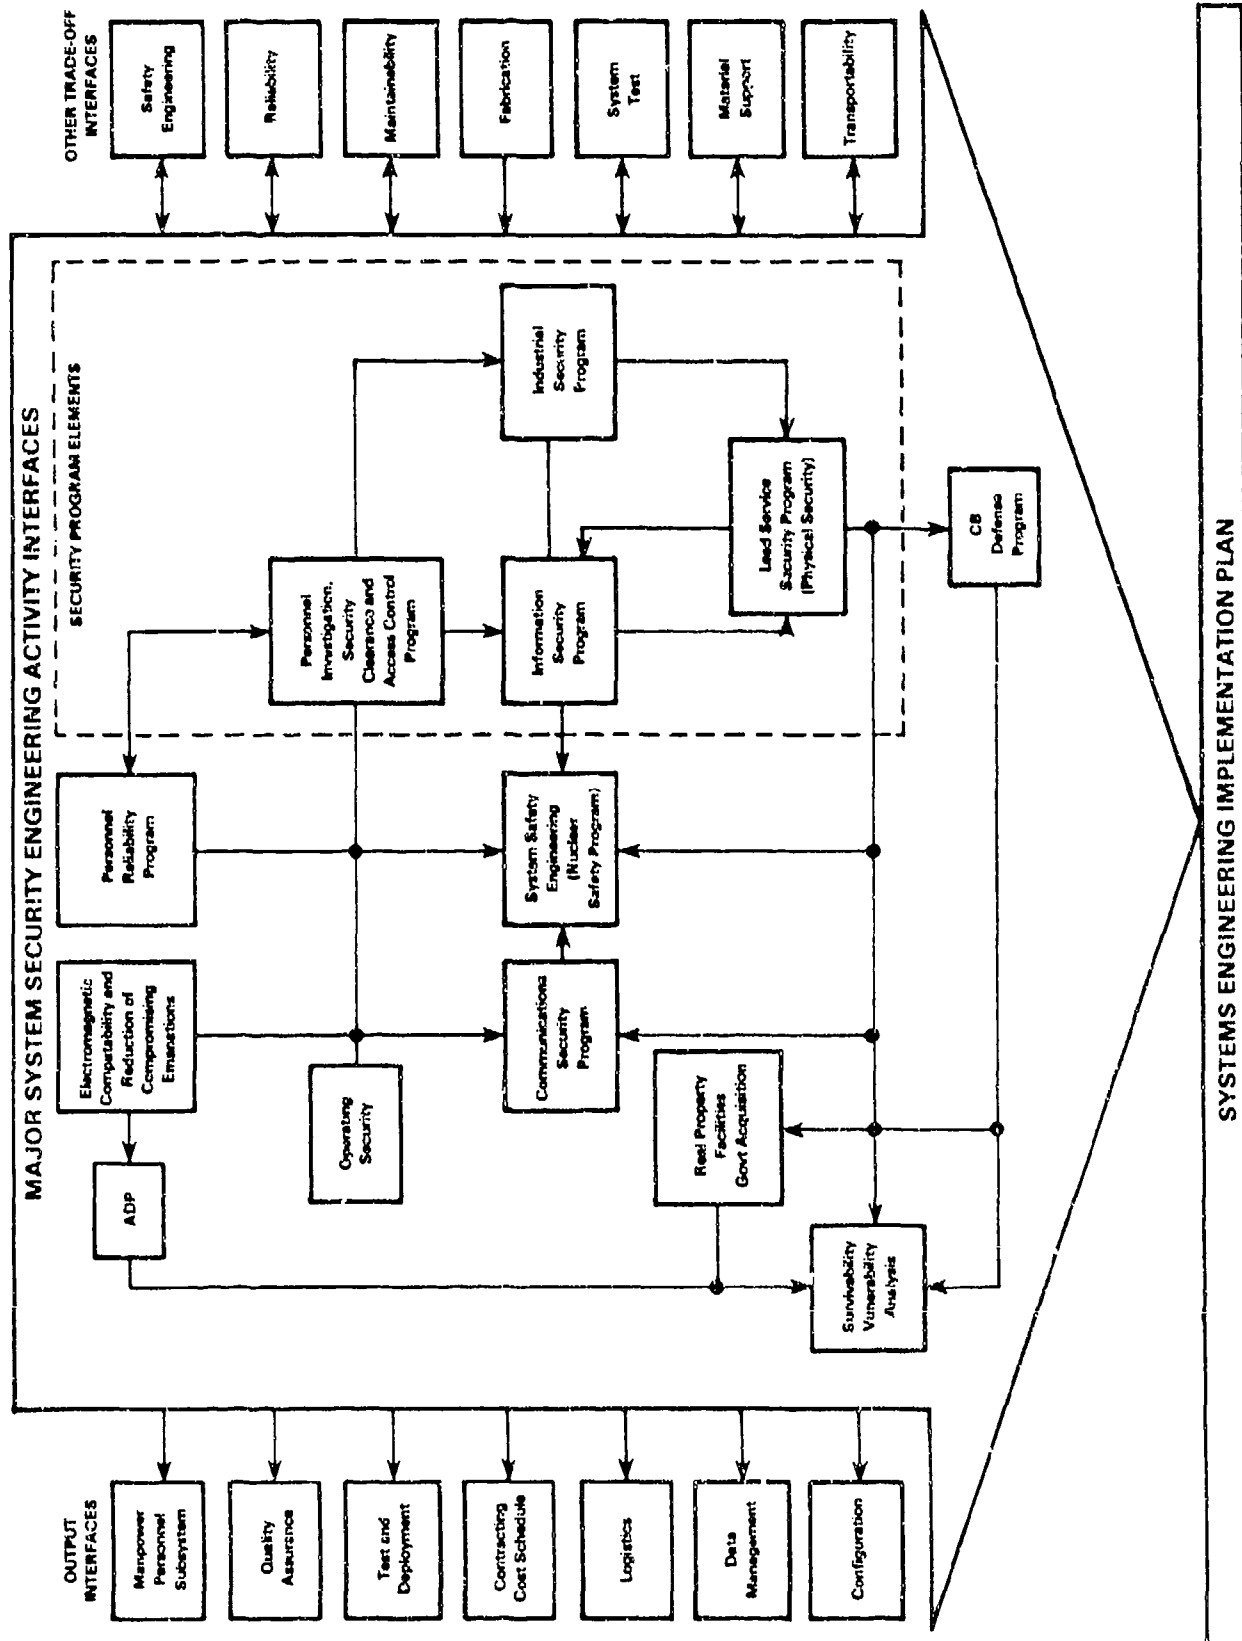 MAJOR SYSTEM SECURITY ENGINEERING ACTIVITY INTERFACES
OUTPUT
INTERFACES
Manpower
Personnel
Subsystem
Quality
Assurance
Test and
Deployment
Contracting
Cost Schedule
Logistics
Data
Management
Configuration
ADP
Electromagnetic
Compatability and
Reduction of
Compromising
Emanations
Personnel
Reliability
Program
Operating
Security
Communications
Security
Program
System Safety
Engineering
(Nuclear
Safety Program)
Real Property
Facilities
Govt Acquisition
Survivability
Vunerability
Analysis
SECURITY PROGRAM ELEMENTS
Personnel
Investigation,
Security
Clearance and
Access Control
Program
Information
Security
Program
Industrial
Security
Program
Lead Service
Security Program
(Physical Security)
CB
Defense
Program
OTHER TRADE-OFF
INTERFACES
Safety
Engineering
Reliability
Maintainability
Fabrication
System
Test
Material
Support
Transportability
SYSTEMS ENGINEERING IMPLEMENTATION PLAN